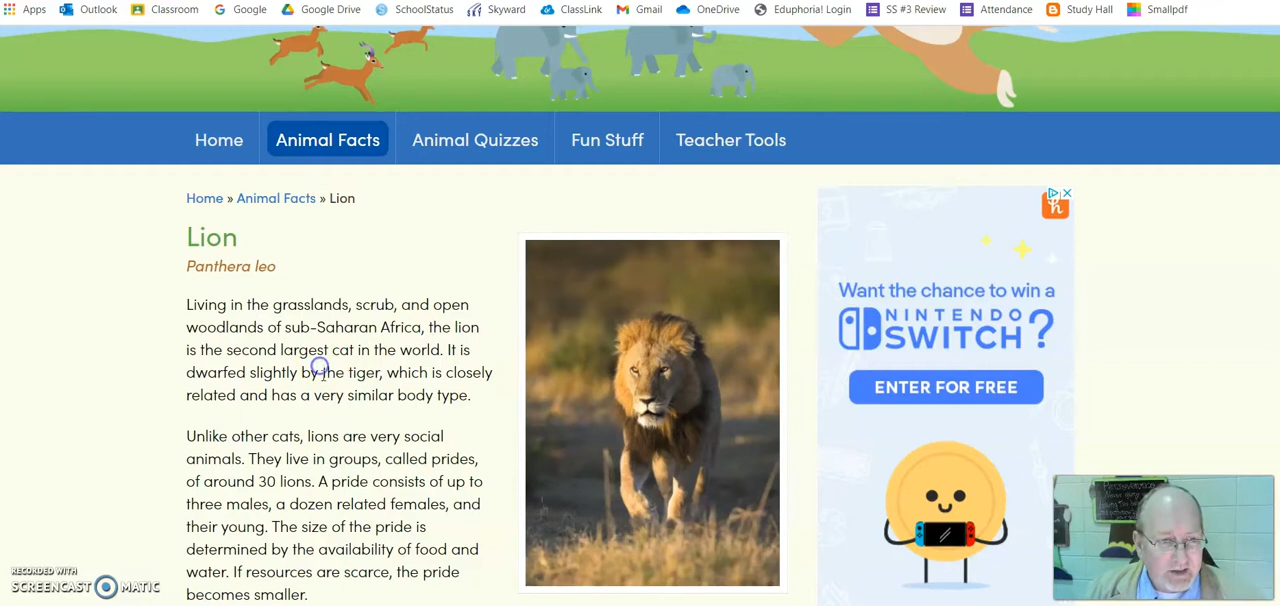 Apps Outlook Classroom Google Google Drive SchoolStatus Skyward ClassLink Gmail OneDrive Eduphoria! Login SS #3 Review Attendance Study Hall Smallpdf
Home Animal Facts Animal Quizzes Fun Stuff Teacher Tools
Home » Animal Facts » Lion
Lion
Panthera leo
Living in the grasslands, scrub, and open
woodlands of sub-Saharan Africa, the lion
is the second largest cat in the world. It is
dwarfed slightly by the tiger, which is closely
related and has a very similar body type.
Unlike other cats, lions are very social
animals. They live in groups, called prides,
of around 30 lions. A pride consists of up to
three males, a dozen related females, and
their young. The size of the pride is
determined by the availability of food and
water. If resources are scarce, the pride
becomes smaller.
h
Want the chance to win a
NINTENDO
SWITCH?
ENTER FOR FREE
RECORDED WITH
SCREENCAST MATIC